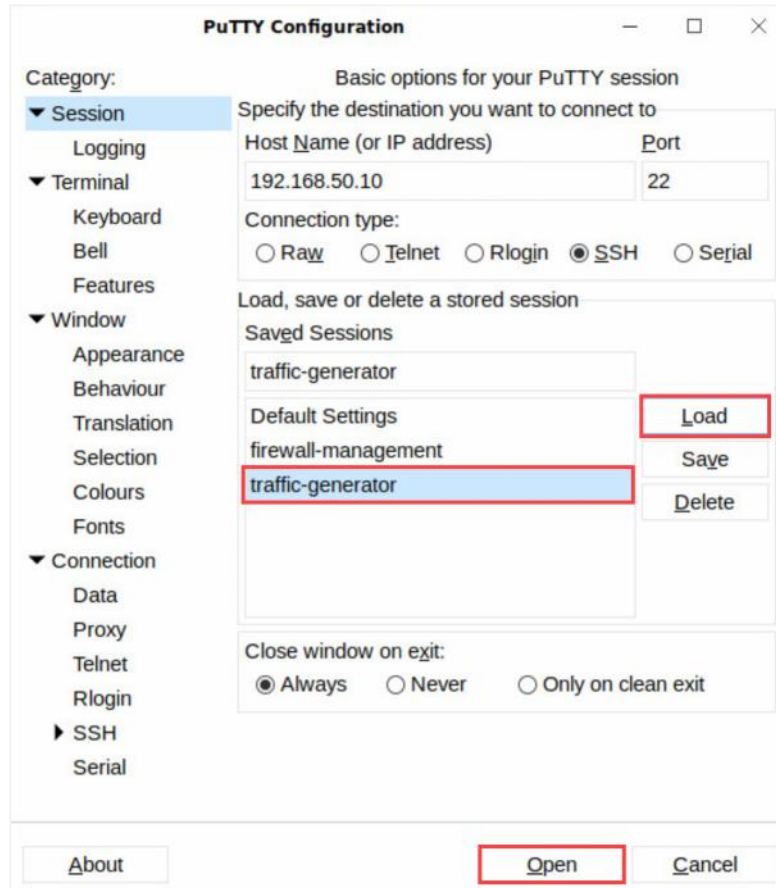 PuTTY Configuration
Category:
Session
Logging
Terminal
Keyboard
Bell
Features
Window
Appearance
Behaviour
Translation
Selection
Colours
Fonts
Connection
Data
Proxy
Telnet
Rlogin
SSH
Serial
Basic options for your PuTTY session
Specify the destination you want to connect to
Host Name (or IP address) Port
192.168.50.10 22
Connection type:
Raw Telnet Rlogin SSH Serial
Load, save or delete a stored session
Saved Sessions
traffic-generator
Default Settings
firewall-management
traffic-generator
Load
Save
Delete
Close window on exit:
Always Never Only on clean exit
About Open Cancel